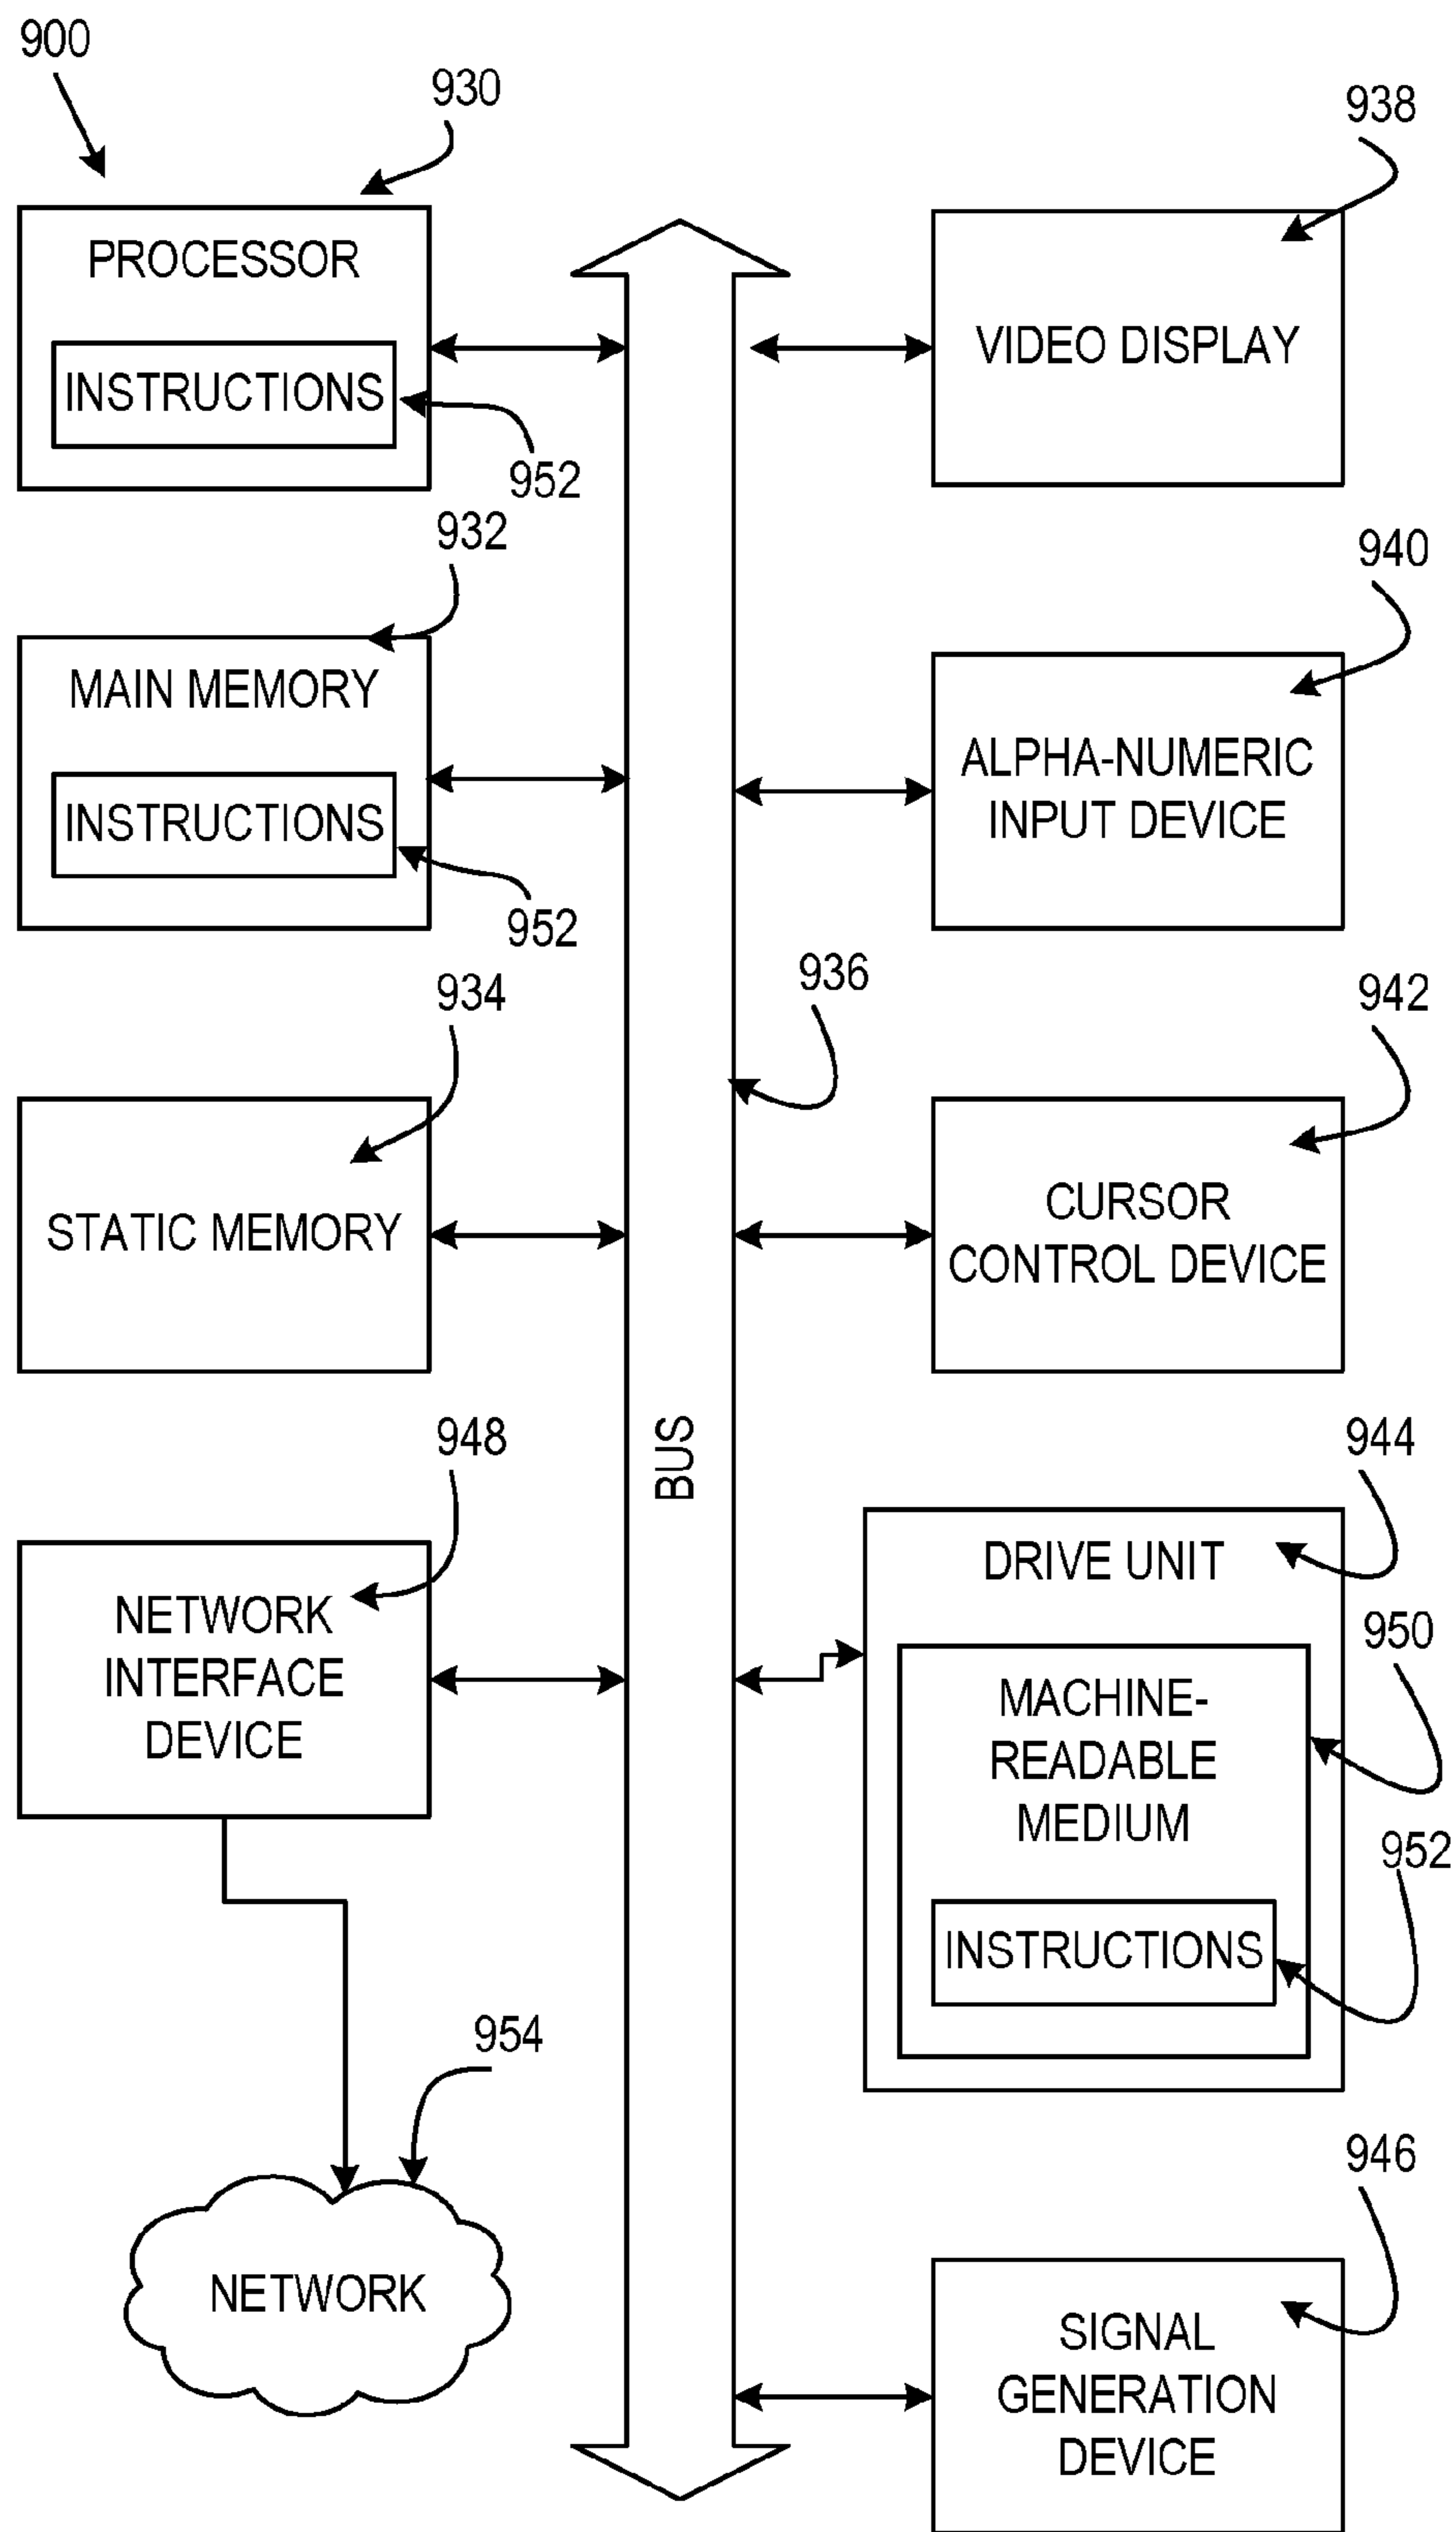 900
930
PROCESSOR
INSTRUCTIONS
952
932
MAIN MEMORY
INSTRUCTIONS
952
934
STATIC MEMORY
948
NETWORK
INTERFACE
DEVICE
954
NETWORK
BUS
936
938
VIDEO DISPLAY
940
ALPHA-NUMERIC
INPUT DEVICE
942
CURSOR
CONTROL DEVICE
944
DRIVE UNIT
950
MACHINE-
READABLE
MEDIUM
952
INSTRUCTIONS
946
SIGNAL
GENERATION
DEVICE